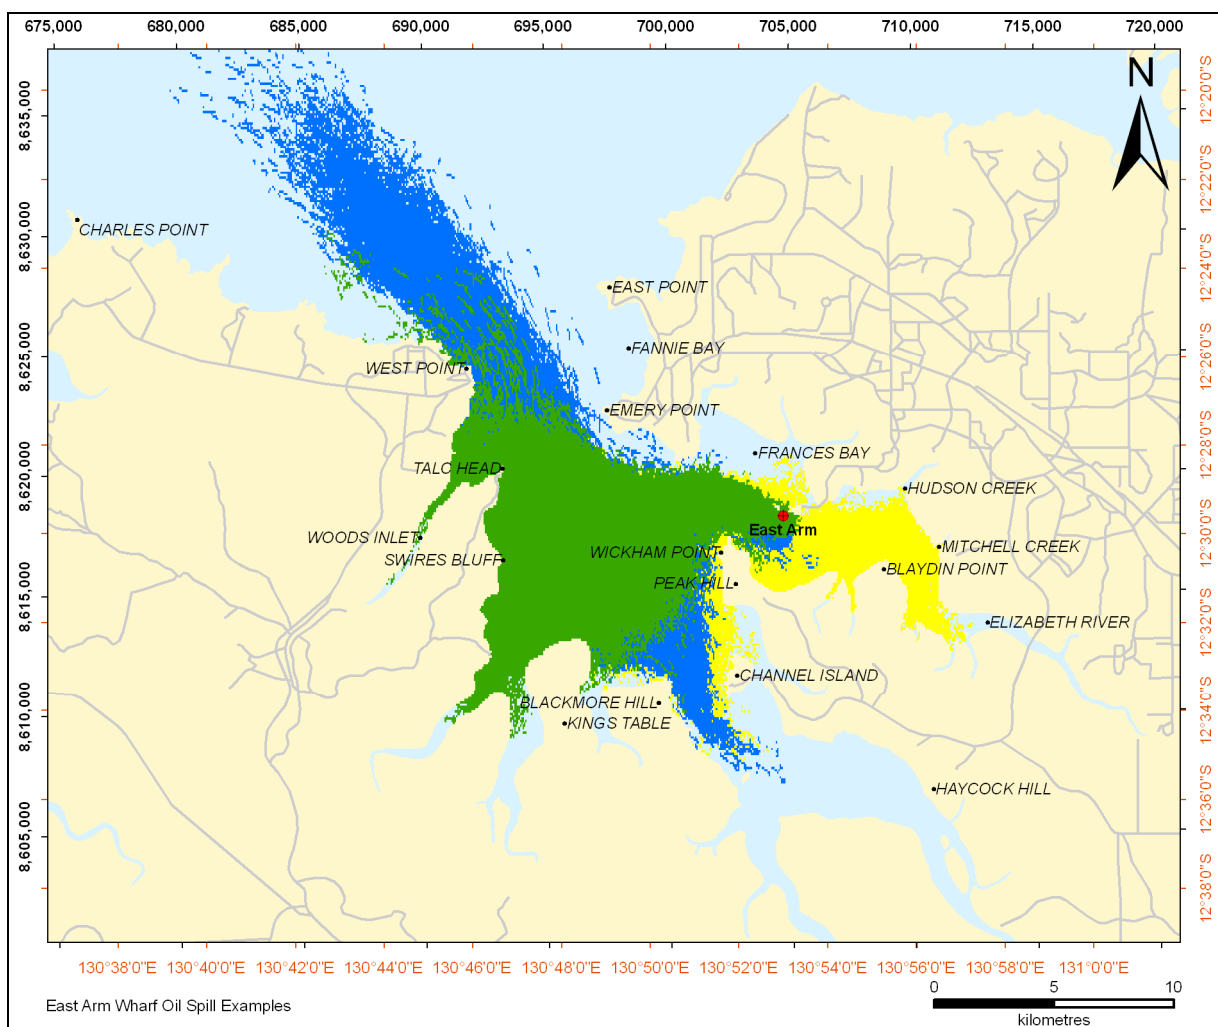 675,000 680,000 685,000 690,000 695,000 700,000 705,000 710,000 715,000 720,000
N
12°20'0"S
8,635,000
12°22'0"S
CHARLES POINT
8,630,000
12°24'0"S
EAST POINT
FANNIE BAY
8,625,000
12°26'0"S
WEST POINT
EMERY POINT
12°28'0"S
FRANCES BAY
TALC HEAD
8,620,000
HUDSON CREEK
East Arm
12°30'0"S
WOODS INLET
MITCHELL CREEK
WICKHAM POINT
SWIRES BLUFF
BLAYDIN POINT
PEAK HILL
8,615,000
ELIZABETH RIVER
12°32'0"S
CHANNEL ISLAND
BLACKMORE HILL
8,610,000
12°34'0"S
KINGS TABLE
HAYCOCK HILL
12°36'0"S
8,605,000
12°38'0"S
130°38'0"E 130°40'0"E 130°42'0"E 130°44'0"E 130°46'0"E 130°50'0"E 130°52'0"E 130°54'0"E 130°56'0"E 130°58'0"E 131°0'0"E
0 5 10
East Arm Wharf Oil Spill Examples
kilometres